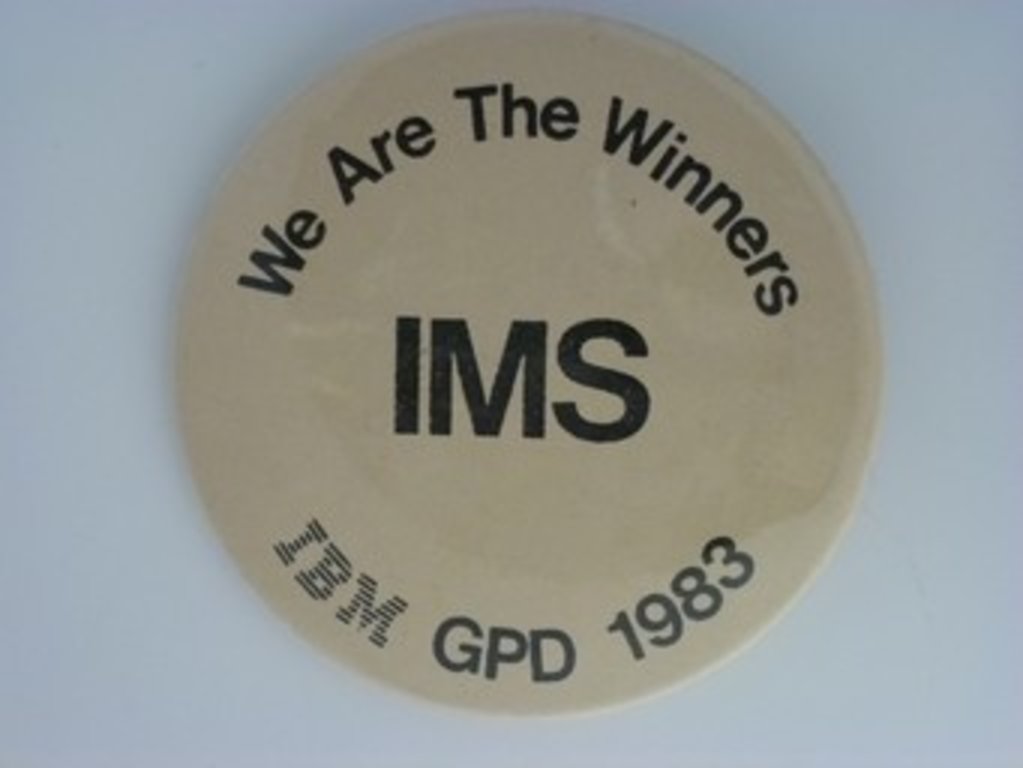 We Are The Winners
IMS
IBM GPD 1983